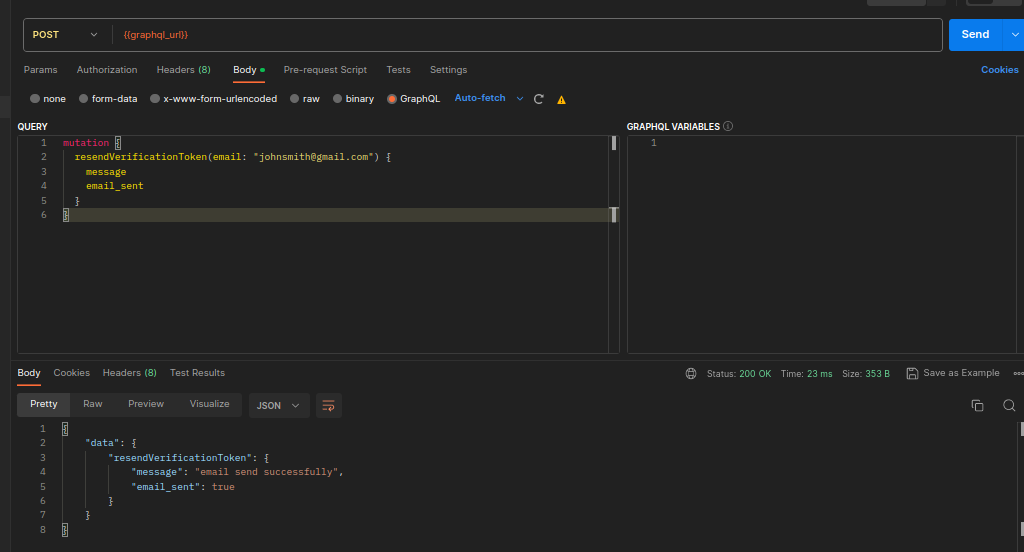 POST {{graphql_url}} Send
Params Authorization Headers (8) Body Pre-request Script Tests Settings Cookies
none form-data x-www-form-urlencoded raw binary GraphQL Auto-fetch
QUERY GRAPHQL VARIABLES
1 mutation { 1
2 resendVerificationToken(email: "johnsmith@gmail.com") {
3 message
4 email_sent
5 }
6 }
Body Cookies Headers (8) Test Results Status: 200 OK Time: 23 ms Size: 353 B Save as Example
Pretty Raw Preview Visualize JSON
1 {
2 "data": {
3 "resendVerificationToken": {
4 "message": "email send successfully",
5 "email_sent": true
6 }
7 }
8 }